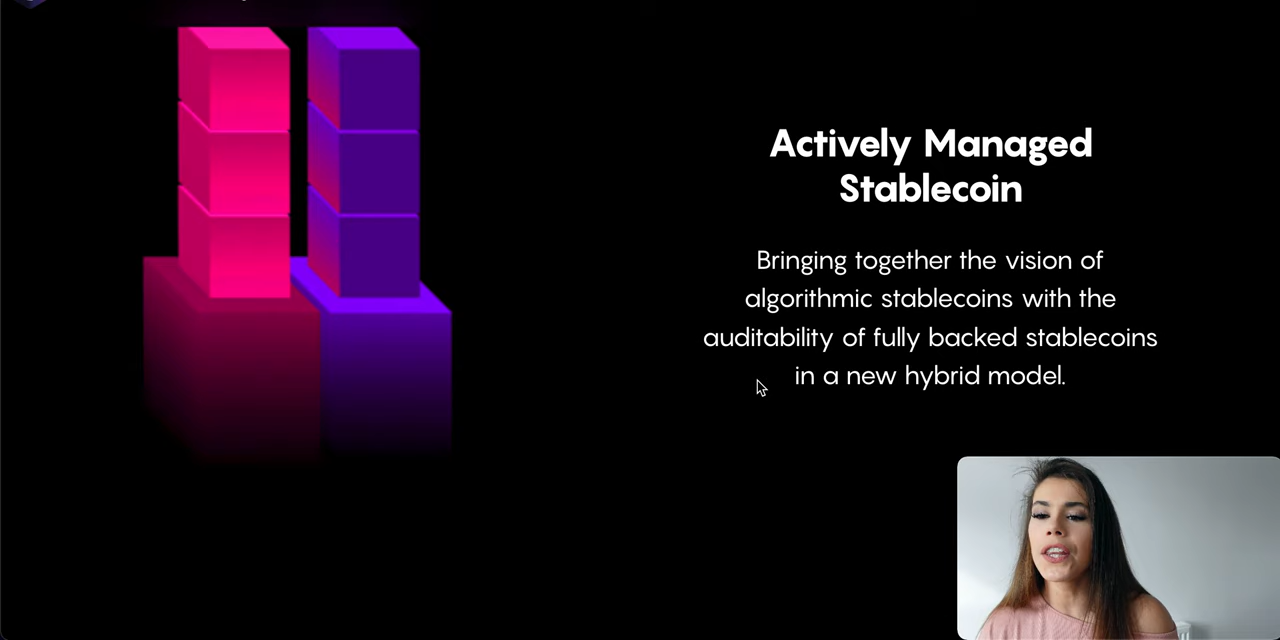 Actively Managed
Stablecoin
Bringing together the vision of
algorithmic stablecoins with the
auditability of fully backed stablecoins
in a new hybrid model.